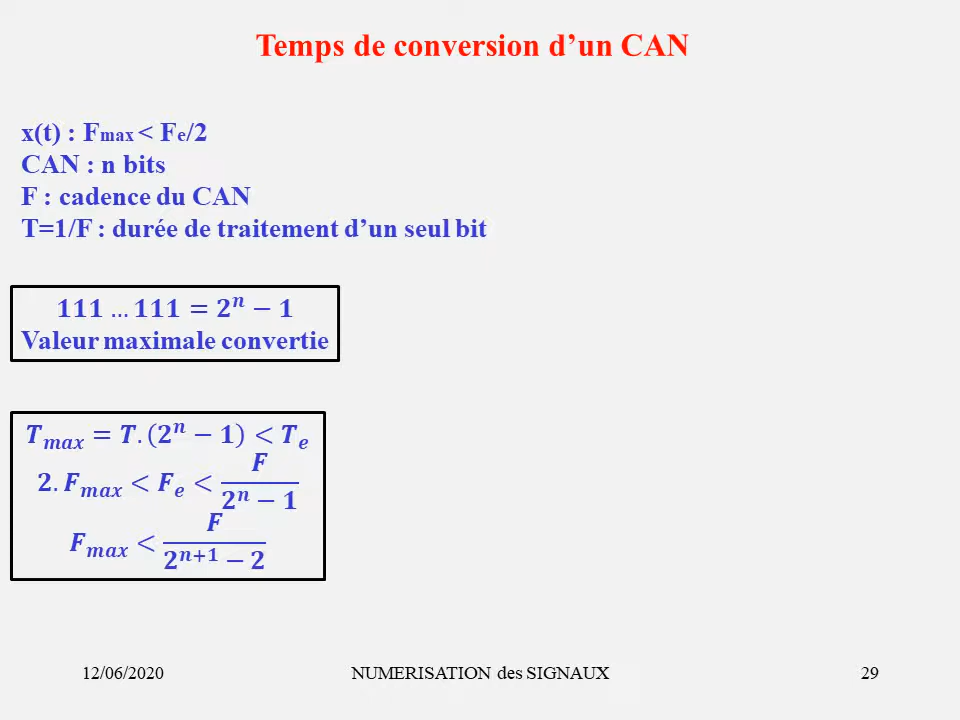 Temps de conversion d’un CAN
x(t) : Fmax < Fe/2
CAN : n bits
F : cadence du CAN
T=1/F : durée de traitement d’un seul bit
111 … 111 = 2^n − 1
Valeur maximale convertie
T_max = T. (2^n − 1) < T_e
2. F_max < F_e < F / (2^n − 1)
F_max < F / (2^{n+1} − 2)
12/06/2020
NUMERISATION des SIGNAUX
29